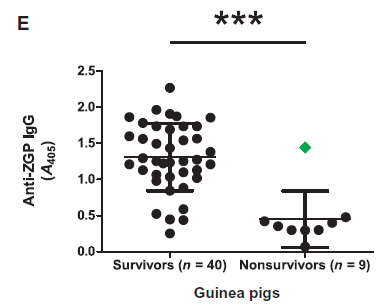 E
***
2.5
2.0
1.5
1.0
0.5
0.0
Anti-ZGP IgG
(A405)
Survivors (n = 40) Nonsurvivors (n = 9)
Guinea pigs